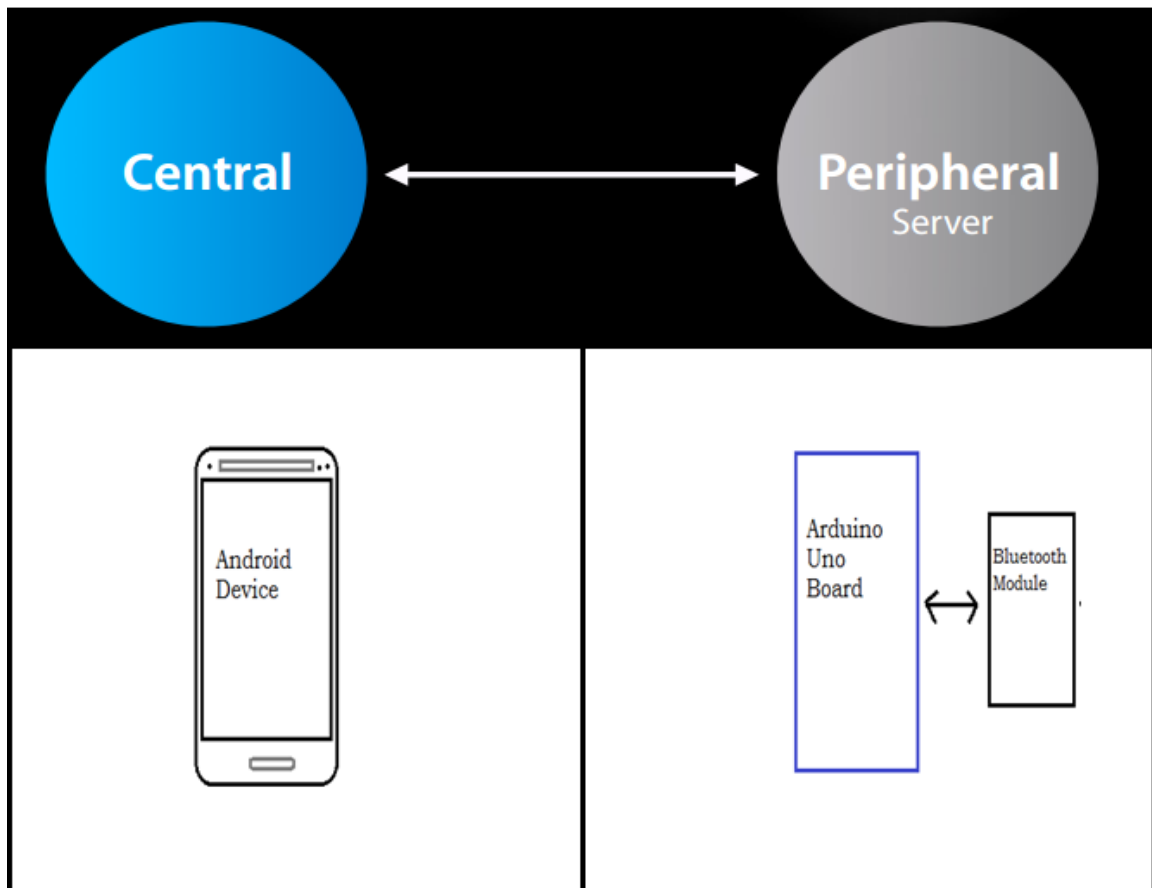 Central
Peripheral
Server
Android
Device
Arduino
Uno
Board
Bluetooth
Module